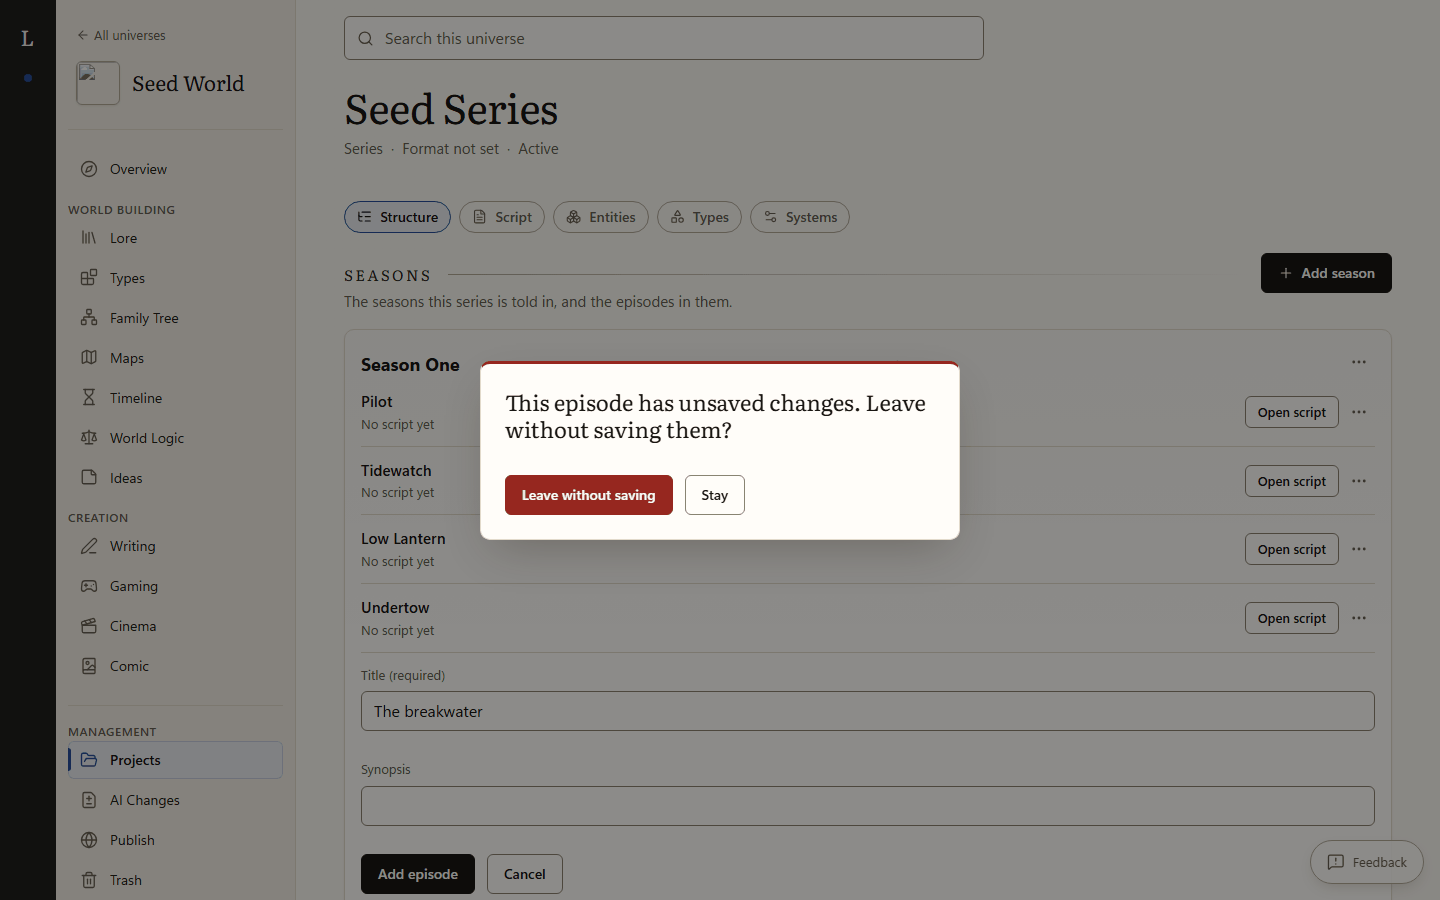 L
All universes
Seed World
Overview
WORLD BUILDING
Lore
Types
Family Tree
Maps
Timeline
World Logic
Ideas
CREATION
Writing
Gaming
Cinema
Comic
MANAGEMENT
Projects
AI Changes
Publish
Trash
Search this universe
Seed Series
Series · Format not set · Active
Structure
Script
Entities
Types
Systems
SEASONS
Add season
The seasons this series is told in, and the episodes in them.
Season One
Pilot
No script yet
Open script
Tidewatch
No script yet
Open script
Low Lantern
No script yet
Open script
Undertow
No script yet
Open script
Title (required)
The breakwater
Synopsis
Add episode
Cancel
This episode has unsaved changes. Leave
without saving them?
Leave without saving
Stay
Feedback